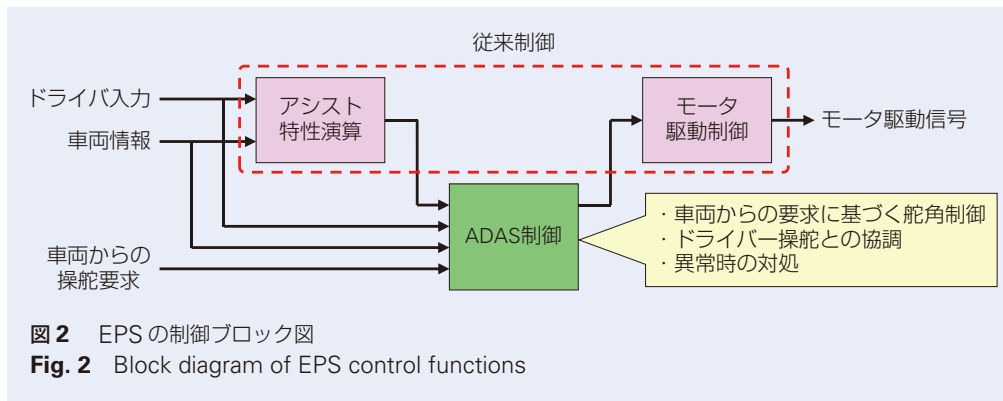 従来制御
ドライバ入力
車両情報
アシスト
特性演算
モータ
駆動制御
モータ駆動信号
車両からの
操舵要求
ADAS制御
・車両からの要求に基づく舵角制御
・ドライバー操舵との協調
・異常時の対処
図2 EPSの制御ブロック図
Fig. 2 Block diagram of EPS control functions